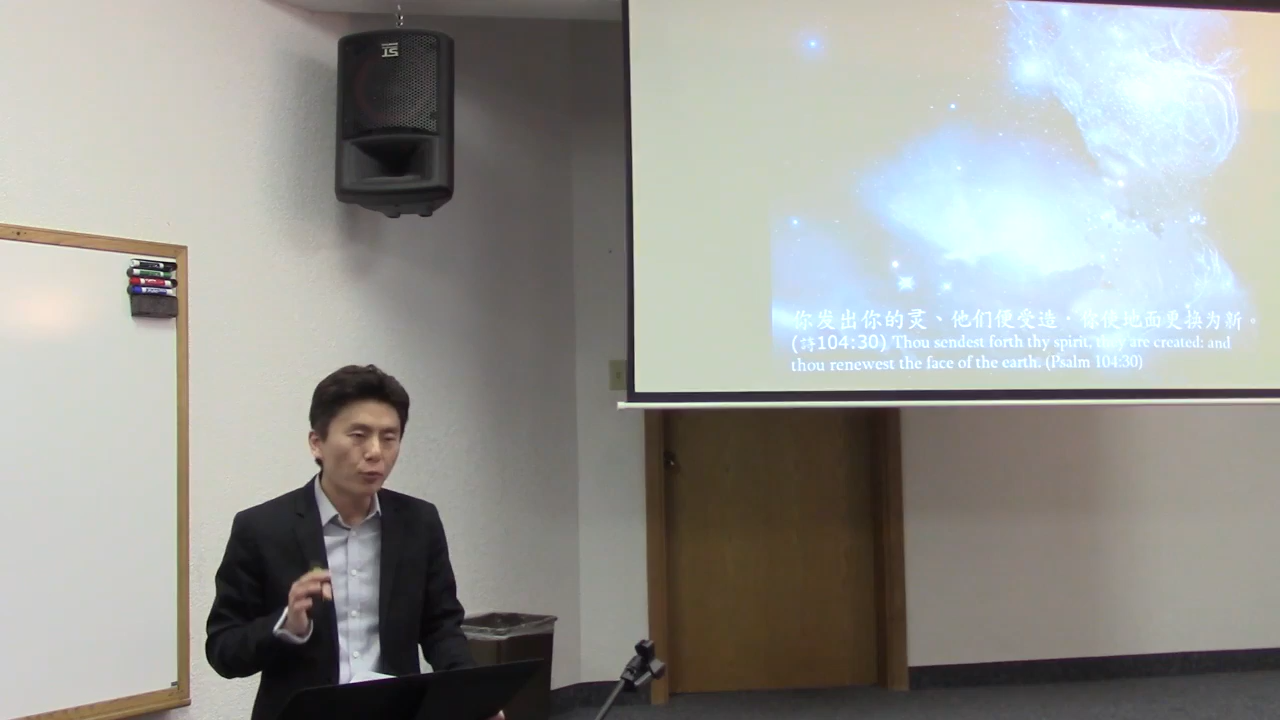 你发出你的灵、他们便受造．你使地面更换为新。
(詩104:30) Thou sendest forth thy spirit, they are created: and
thou renewest the face of the earth. (Psalm 104:30)